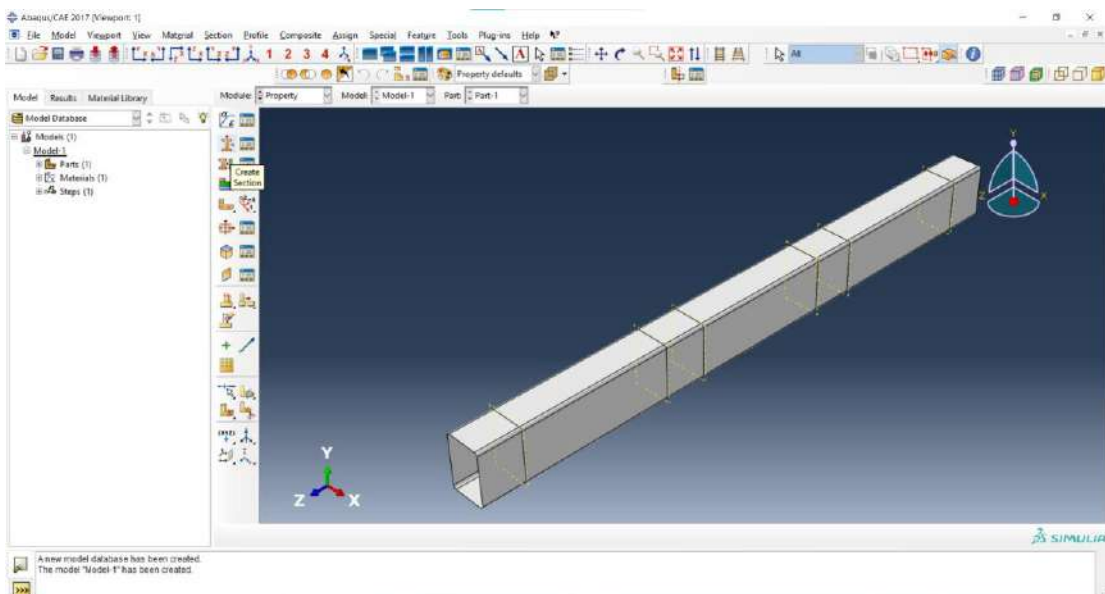 Abaqus/CAE 2017 [Viewport: 1]
File Model Viewport View Material Section Profile Composite Assign Special Feature Tools Plug-ins Help
1 2 3 4 A All
Property defaults
Model Results Material Library
Module: Property Model: Model-1 Part: Part-1
Model Database
Models (1)
Model-1
Parts (1)
Materials (1)
Steps (1)
Create
Section
Y
Z X
Y
Z X
SIMULIA
A new model database has been created.
The model "Model-1" has been created.
>>>